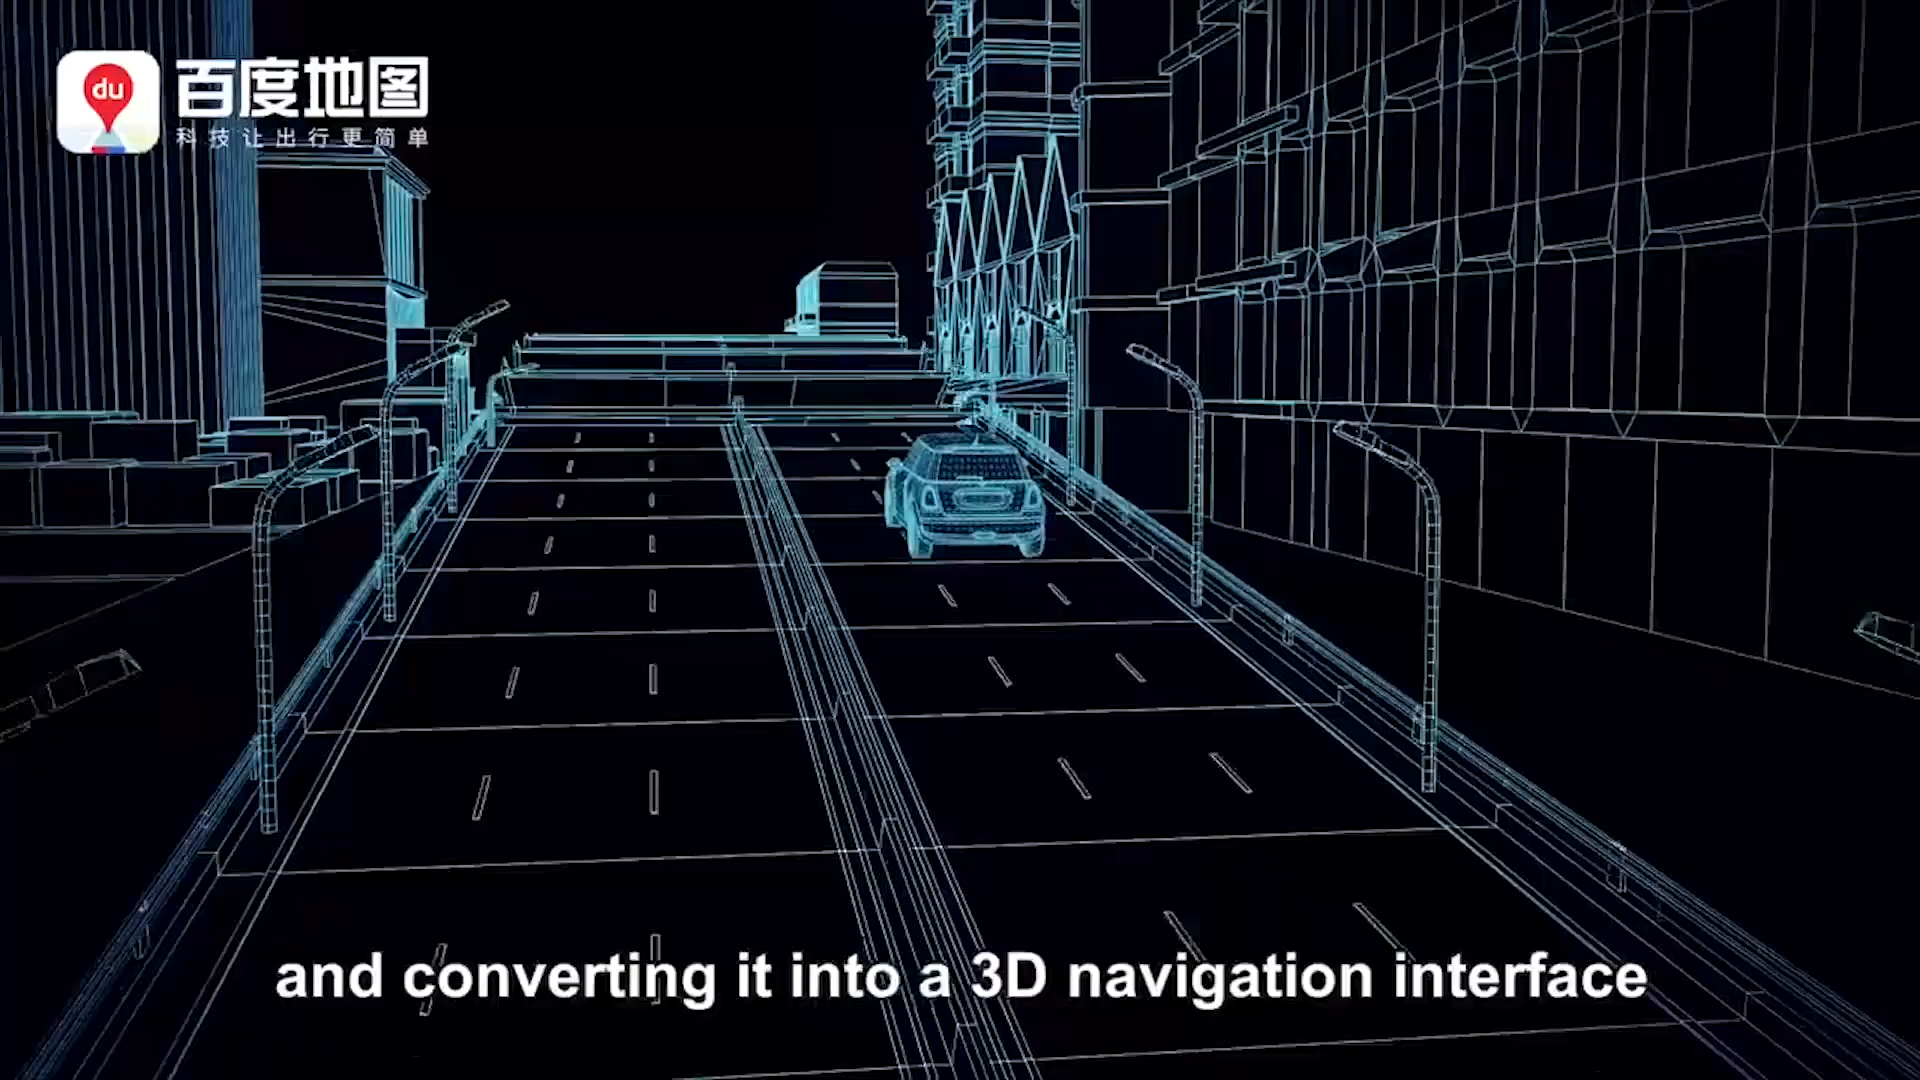 du
百度地图
科技让出行更简单
and converting it into a 3D navigation interface